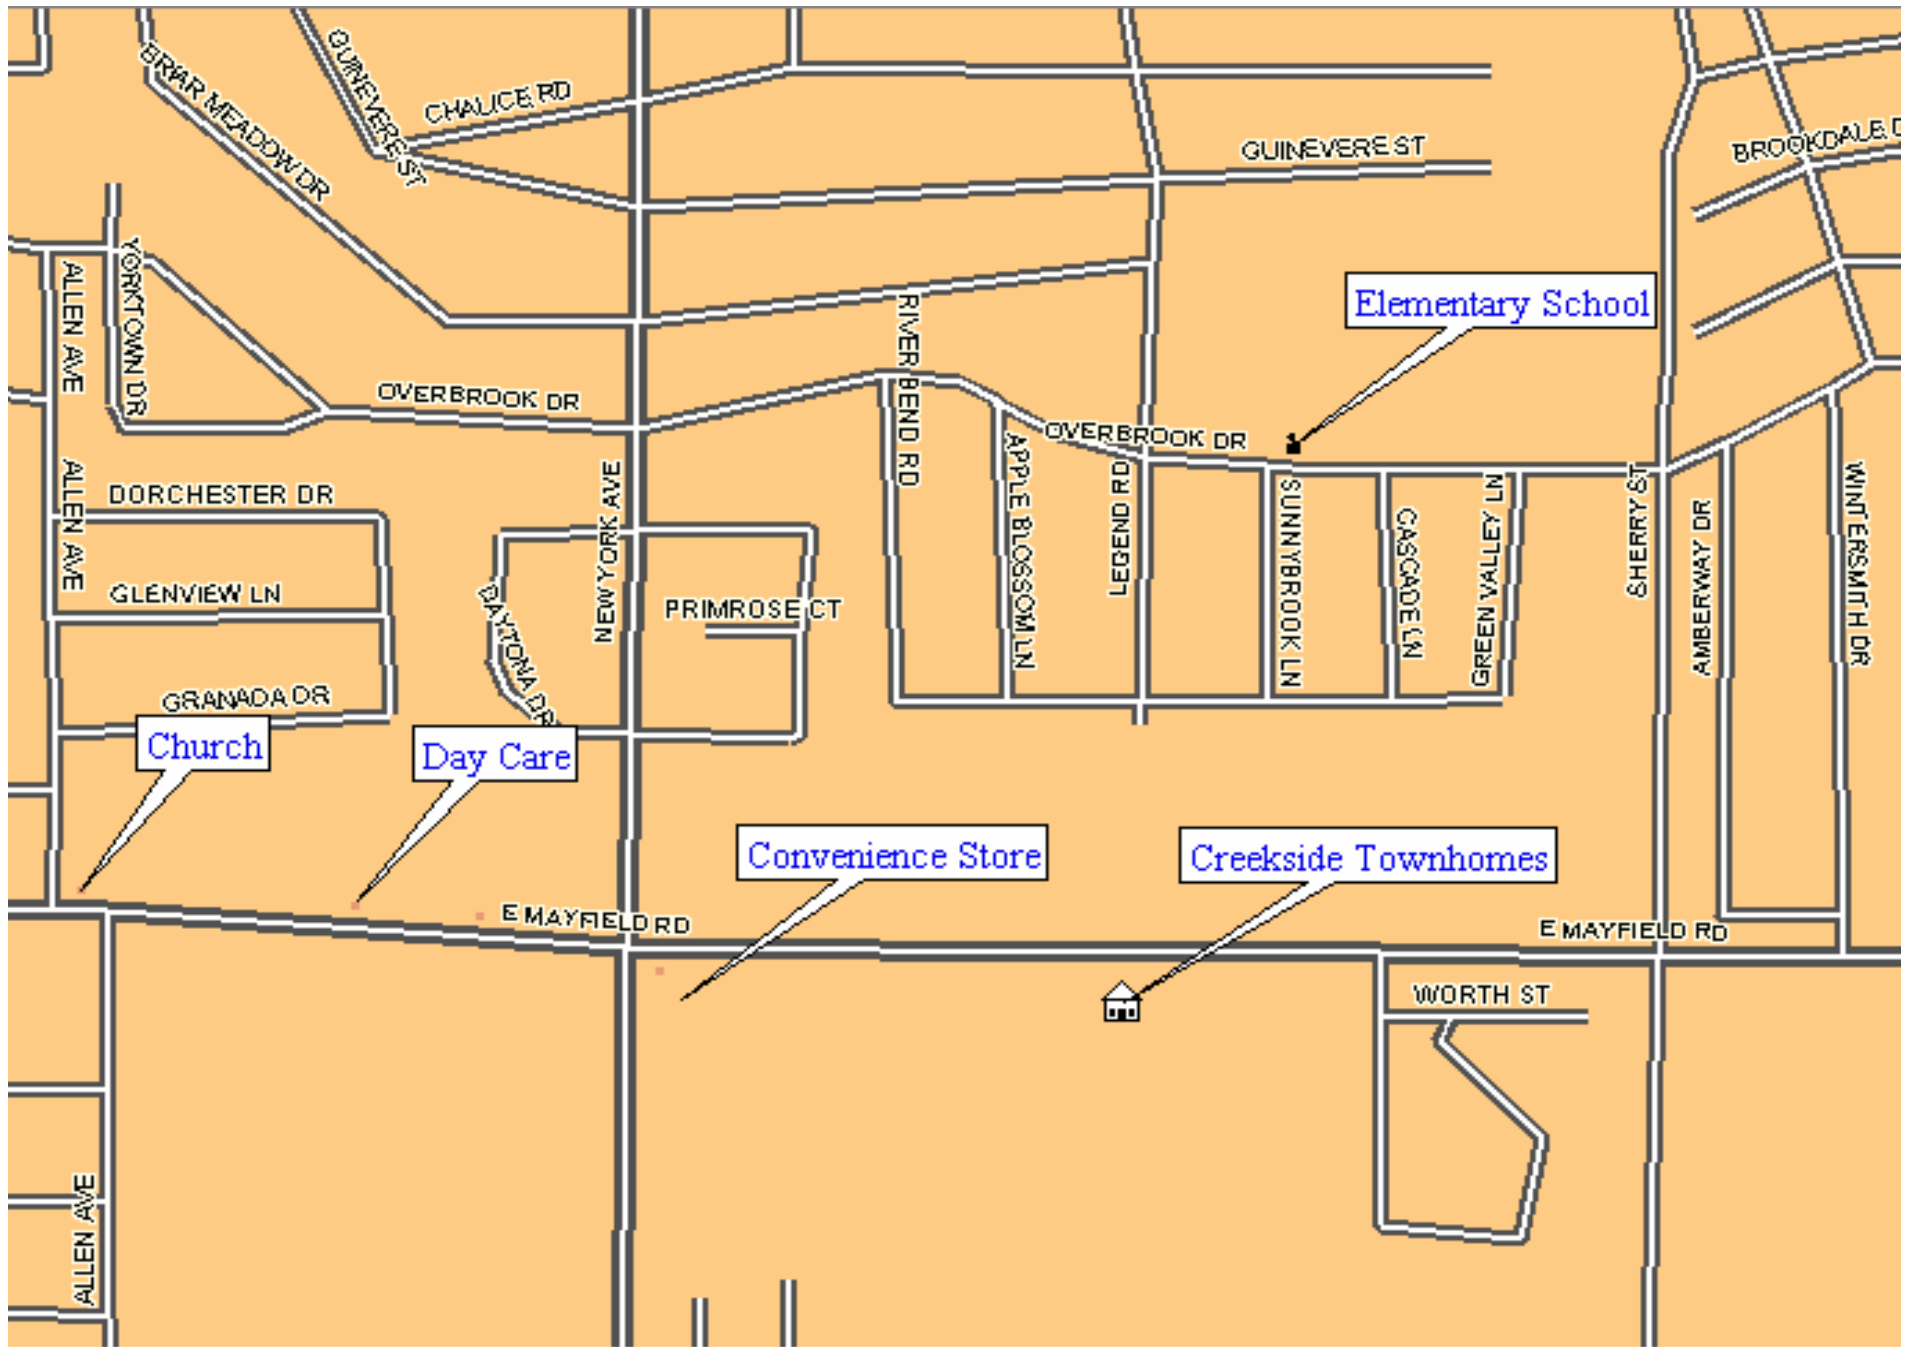 GUINEVERE ST
BRIAR MEADOW DR
CHALICE RD
GUINEVERE ST
BROOKDALE D
ALLEN AVE
YORKTOWN DR
Elementary School
RIVERBEND RD
OVERBROOK DR
OVERBROOK DR
ALLEN AVE
DORCHESTER DR
NEW YORK AVE
APPLE BLOSSOM LN
LEGEND RD
SUNNYBROOK LN
CASCADE LN
GREEN VALLEY LN
SHERRY ST
AMBERWAY DR
WINTERSMITH DR
GLENVIEW LN
DAYTONA DR
PRIMROSE CT
GRANADA DR
Church
Day Care
Convenience Store
Creekside Townhomes
E MAYFIELD RD
E MAYFIELD RD
WORTH ST
ALLEN AVE